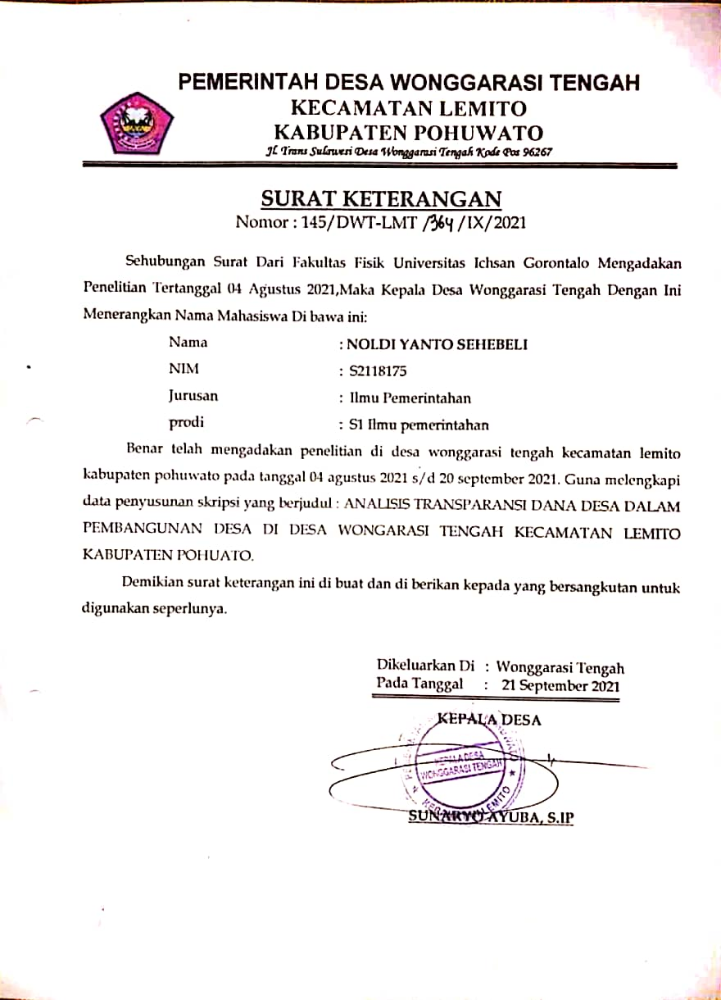 PEMERINTAH DESA WONGGARASI TENGAH
KECAMATAN LEMITO
KABUPATEN POHUWATO
Jl. Trans Sulawesi Desa Wonggarasi Tengah Kode Pos 96267
SURAT KETERANGAN
Nomor : 145/DWT-LMT /364 /IX/2021
Sehubungan Surat Dari Fakultas Fisik Universitas Ichsan Gorontalo Mengadakan
Penelitian Tertanggal 04 Agustus 2021,Maka Kepala Desa Wonggarasi Tengah Dengan Ini
Menerangkan Nama Mahasiswa Di bawa ini:
Nama : NOLDI YANTO SEHEBELI
NIM : S2118175
Jurusan : Ilmu Pemerintahan
prodi : S1 Ilmu pemerintahan
Benar telah mengadakan penelitian di desa wonggarasi tengah kecamatan lemito
kabupaten pohuwato pada tanggal 04 agustus 2021 s/d 20 september 2021. Guna melengkapi
data penyusunan skripsi yang berjudul : ANALISIS TRANSPARANSI DANA DESA DALAM
PEMBANGUNAN DESA DI DESA WONGARASI TENGAH KECAMATAN LEMITO
KABUPATEN POHUATO.
Demikian surat keterangan ini di buat dan di berikan kepada yang bersangkutan untuk
digunakan seperlunya.
Dikeluarkan Di : Wonggarasi Tengah
Pada Tanggal : 21 September 2021
KEPALA DESA
KEPALA DESA
WONGGARASI TENGAH
LEMITO
SUNARYO AYUBA, S.IP